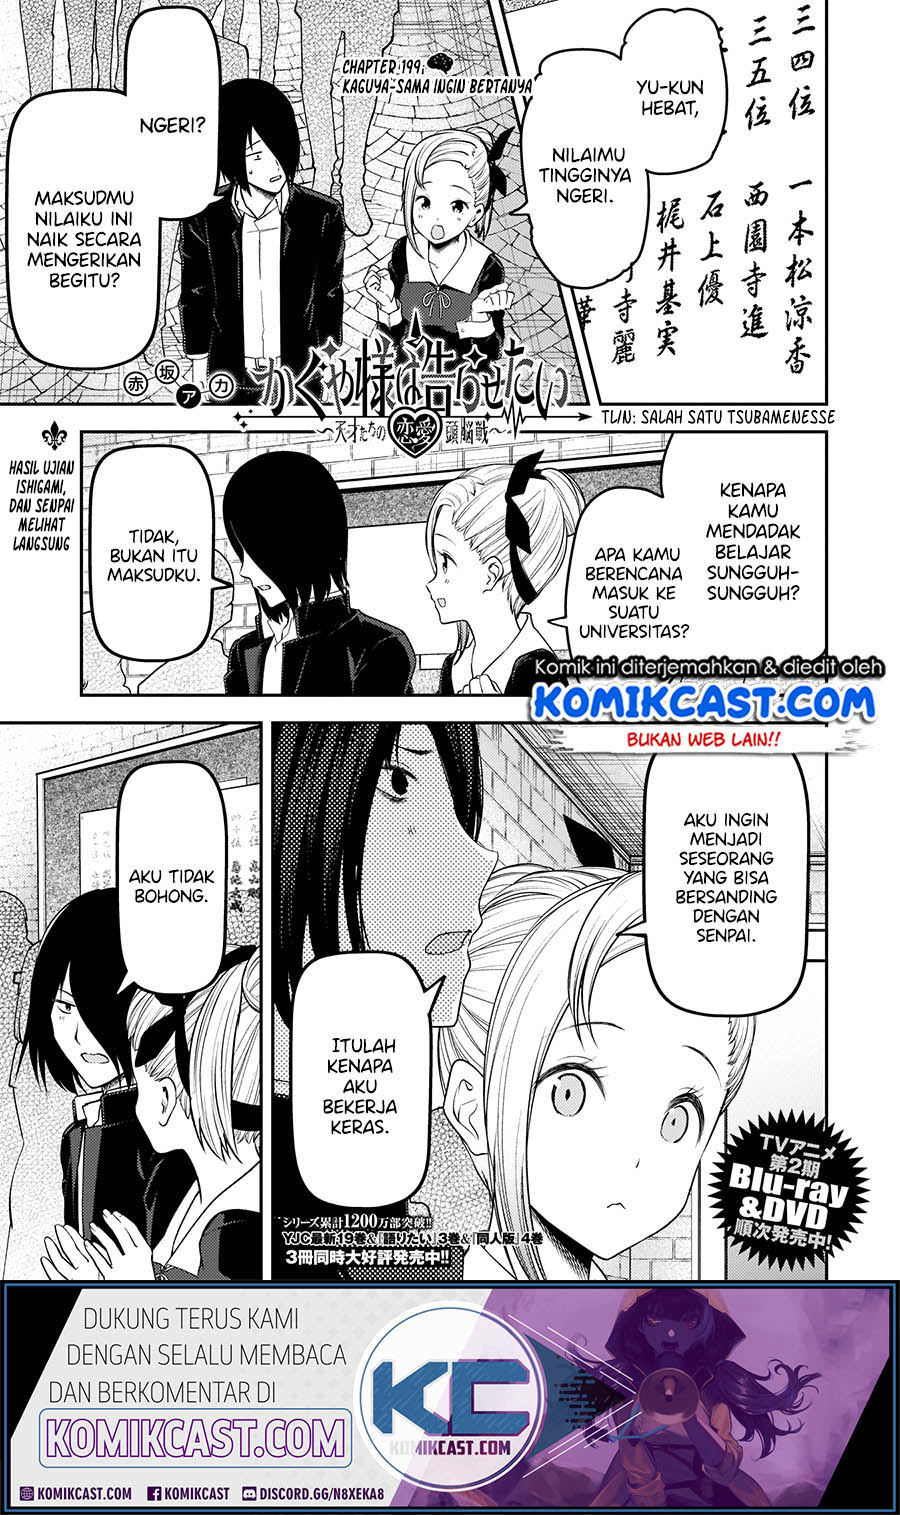 CHAPTER 199:
KAGUYA-SAMA INGIN BERTANYA
YU-KUN
HEBAT,
NILAIMU
TINGGINYA
NGERI.
三四位 一本松涼香
三五位 西園寺進
石上優
梶井基実
寺麗
華
NGERI?
MAKSUDMU
NILAIKU INI
NAIK SECARA
MENGERIKAN
BEGITU?
赤坂アカ
かぐや様は告らせたい
~天才たちの恋愛頭脳戦~
TL/N: SALAH SATU TSUBAMENESSE
HASIL UJIAN
ISHIGAMI,
DAN SENPAI
MELIHAT
LANGSUNG
KENAPA
KAMU
MENDADAK
BELAJAR
SUNGGUH-
SUNGGUH?
APA KAMU
BERENCANA
MASUK KE
SUATU
UNIVERSITAS?
TIDAK,
BUKAN ITU
MAKSUDKU.
Komik ini diterjemahkan & diedit oleh
KOMIKCAST.COM
BUKAN WEB LAIN!!
AKU INGIN
MENJADI
SESEORANG
YANG BISA
BERSANDING
DENGAN
SENPAI.
ITULAH
KENAPA
AKU
BEKERJA
KERAS.
AKU TIDAK
BOHONG.
三九位
四十位
TVアニメ
第2期
Blu-ray
&DVD
順次発売中!
シリーズ累計1200万部突破!!
YJC最新19巻&『語りたい』3巻&『同人版』4巻
3冊同時大好評発売中!!
DUKUNG TERUS KAMI
DENGAN SELALU MEMBACA
DAN BERKOMENTAR DI
KOMIKCAST.COM
KC
KOMIKCAST.COM
KOMIKCAST.COM
KOMIKCAST
DISCORD.GG/N8XEKA8